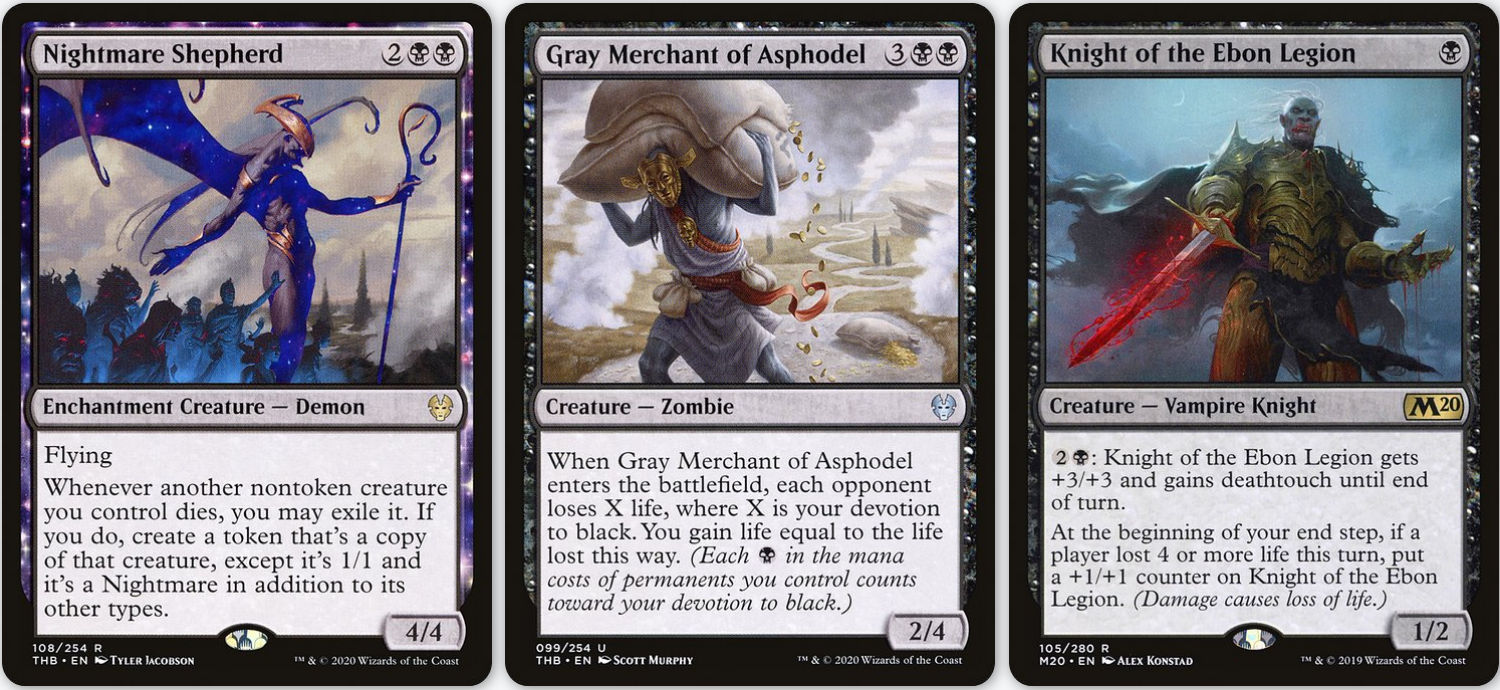 Nightmare Shepherd 2
Enchantment Creature — Demon
Flying
Whenever another nontoken creature
you control dies, you may exile it. If
you do, create a token that's a copy
of that creature, except it's 1/1 and
it's a Nightmare in addition to its
other types.
4/4
108/254 R
THB • EN Tyler Jacobson
™ & © 2020 Wizards of the Coast
Gray Merchant of Asphodel 3
Creature — Zombie
When Gray Merchant of Asphodel
enters the battlefield, each opponent
loses X life, where X is your devotion
to black. You gain life equal to the life
lost this way. (Each in the mana
costs of permanents you control counts
toward your devotion to black.)
2/4
099/254 U
THB • EN Scott Murphy
™ & © 2020 Wizards of the Coast
Knight of the Ebon Legion
Creature — Vampire Knight
M20
2 : Knight of the Ebon Legion gets
+3/+3 and gains deathtouch until end
of turn.
At the beginning of your end step, if a
player lost 4 or more life this turn, put
a +1/+1 counter on Knight of the Ebon
Legion. (Damage causes loss of life.)
1/2
105/280 R
M20 • EN Alex Konstad
™ & © 2019 Wizards of the Coast